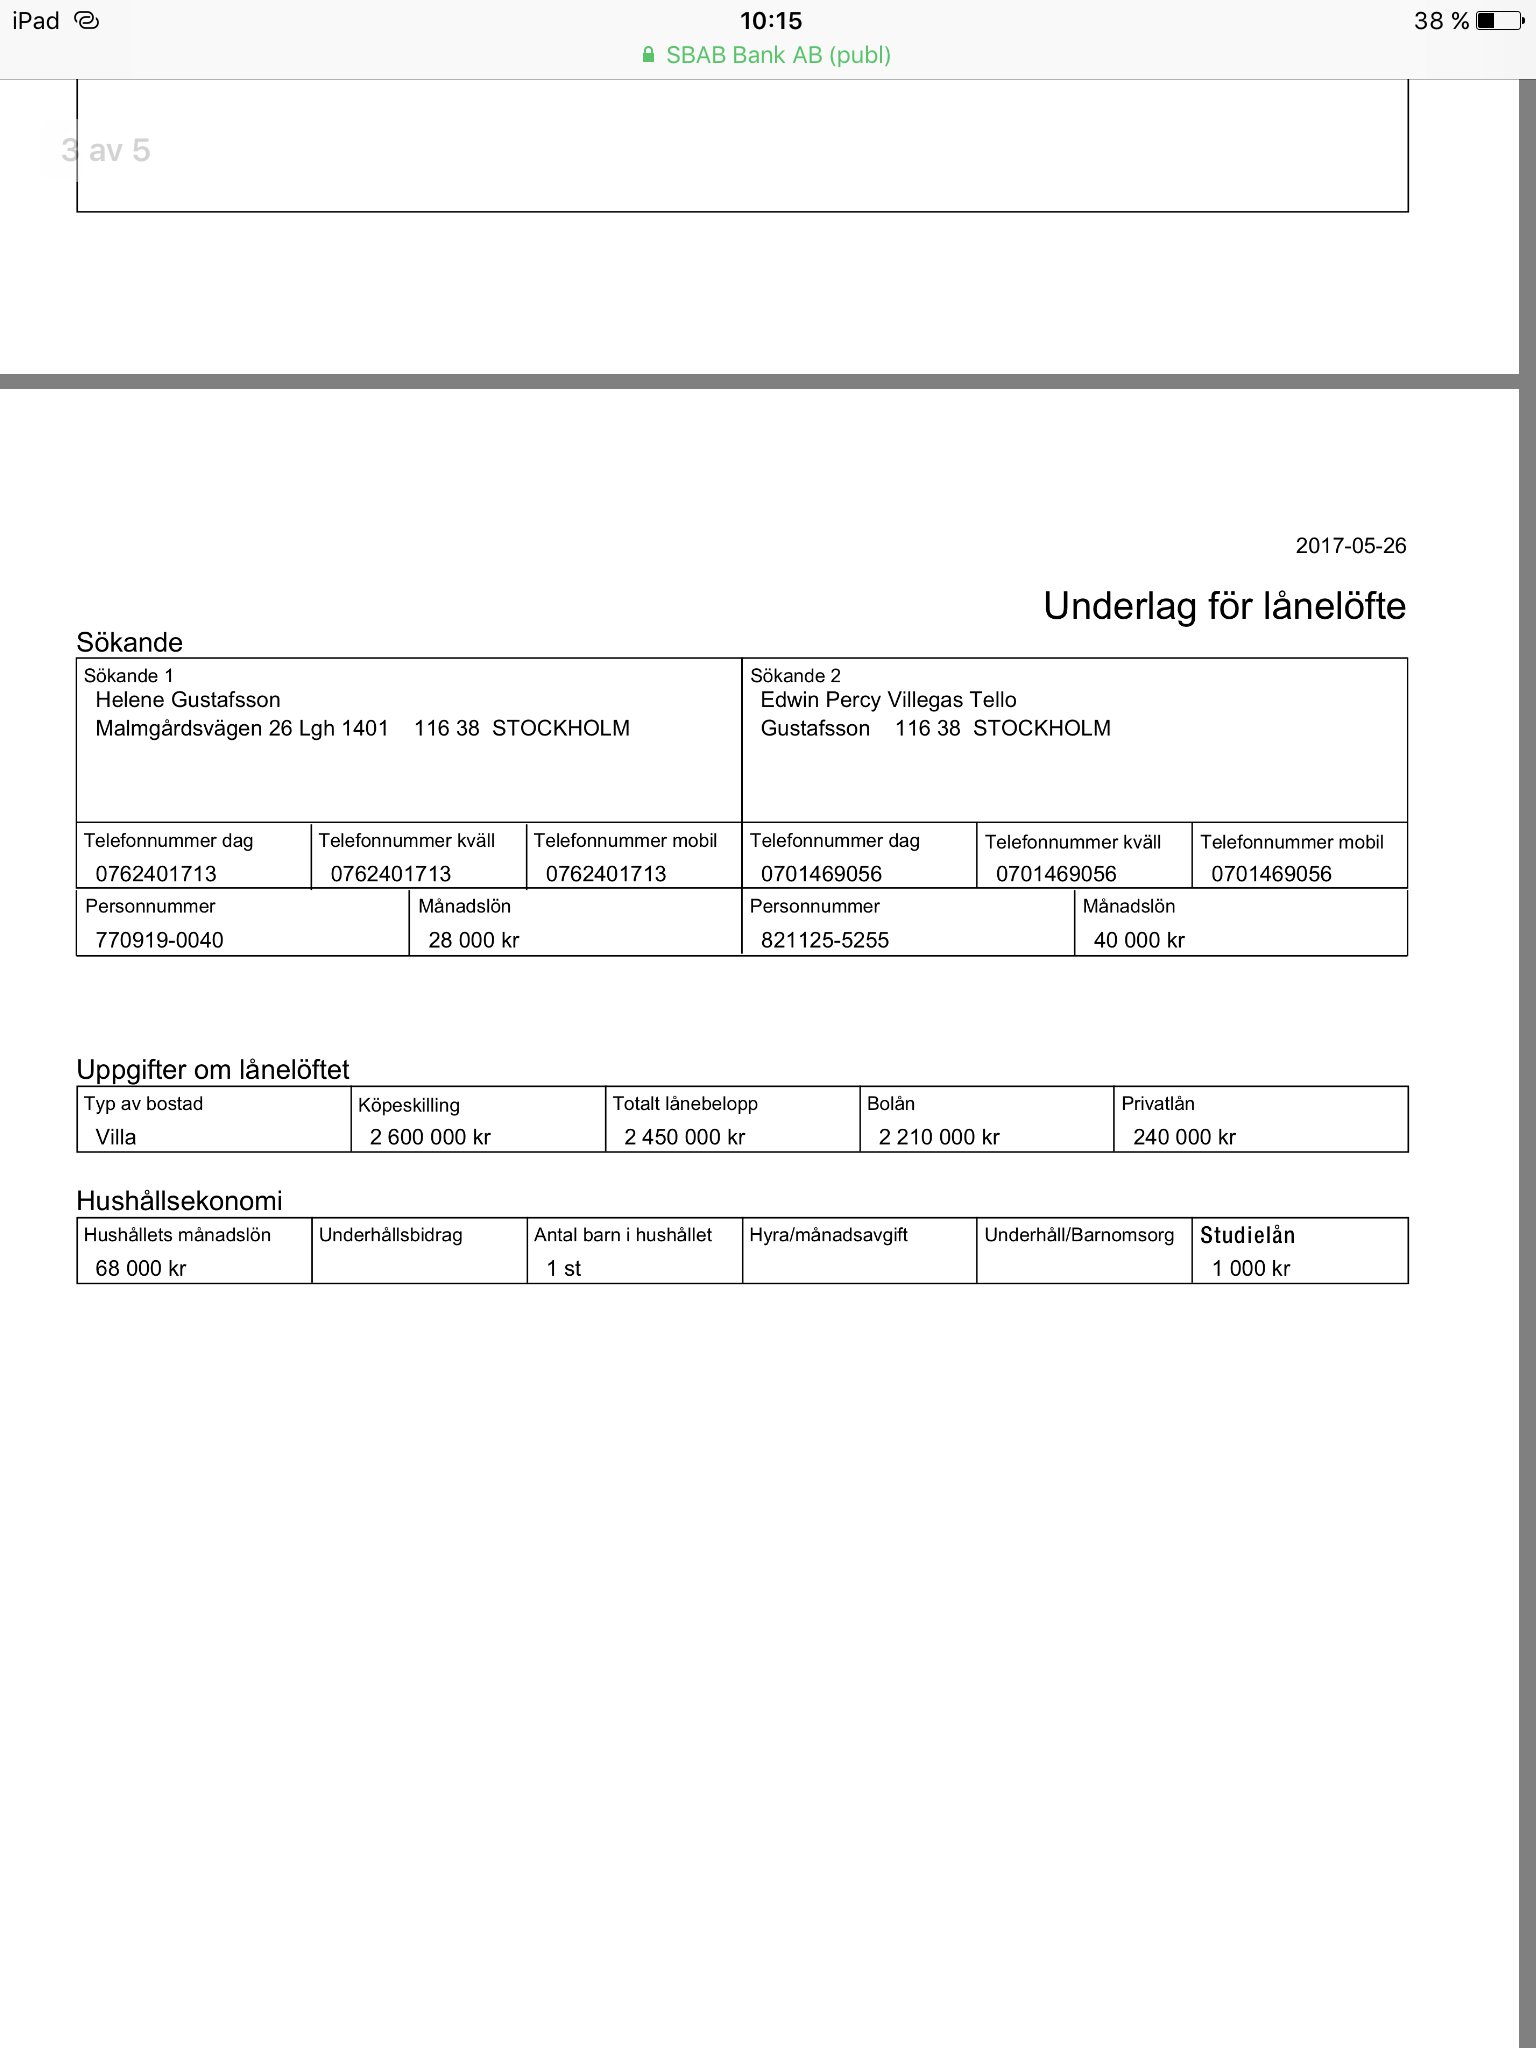 iPad 10:15 38 %
SBAB Bank AB (publ)
3 av 5
2017-05-26
Underlag för lånelöfte
Sökande
Sökande 1 Sökande 2
Helene Gustafsson Edwin Percy Villegas Tello
Malmgårdsvägen 26 Lgh 1401 116 38 STOCKHOLM Gustafsson 116 38 STOCKHOLM
Telefonnummer dag Telefonnummer kväll Telefonnummer mobil Telefonnummer dag Telefonnummer kväll Telefonnummer mobil
0762401713 0762401713 0762401713 0701469056 0701469056 0701469056
Personnummer Månadslön Personnummer Månadslön
770919-0040 28 000 kr 821125-5255 40 000 kr
Uppgifter om lånelöftet
Typ av bostad Köpeskilling Totalt lånebelopp Bolån Privatlån
Villa 2 600 000 kr 2 450 000 kr 2 210 000 kr 240 000 kr
Hushållsekonomi
Hushållets månadslön Underhållsbidrag Antal barn i hushållet Hyra/månadsavgift Underhåll/Barnomsorg Studielån
68 000 kr 1 st 1 000 kr